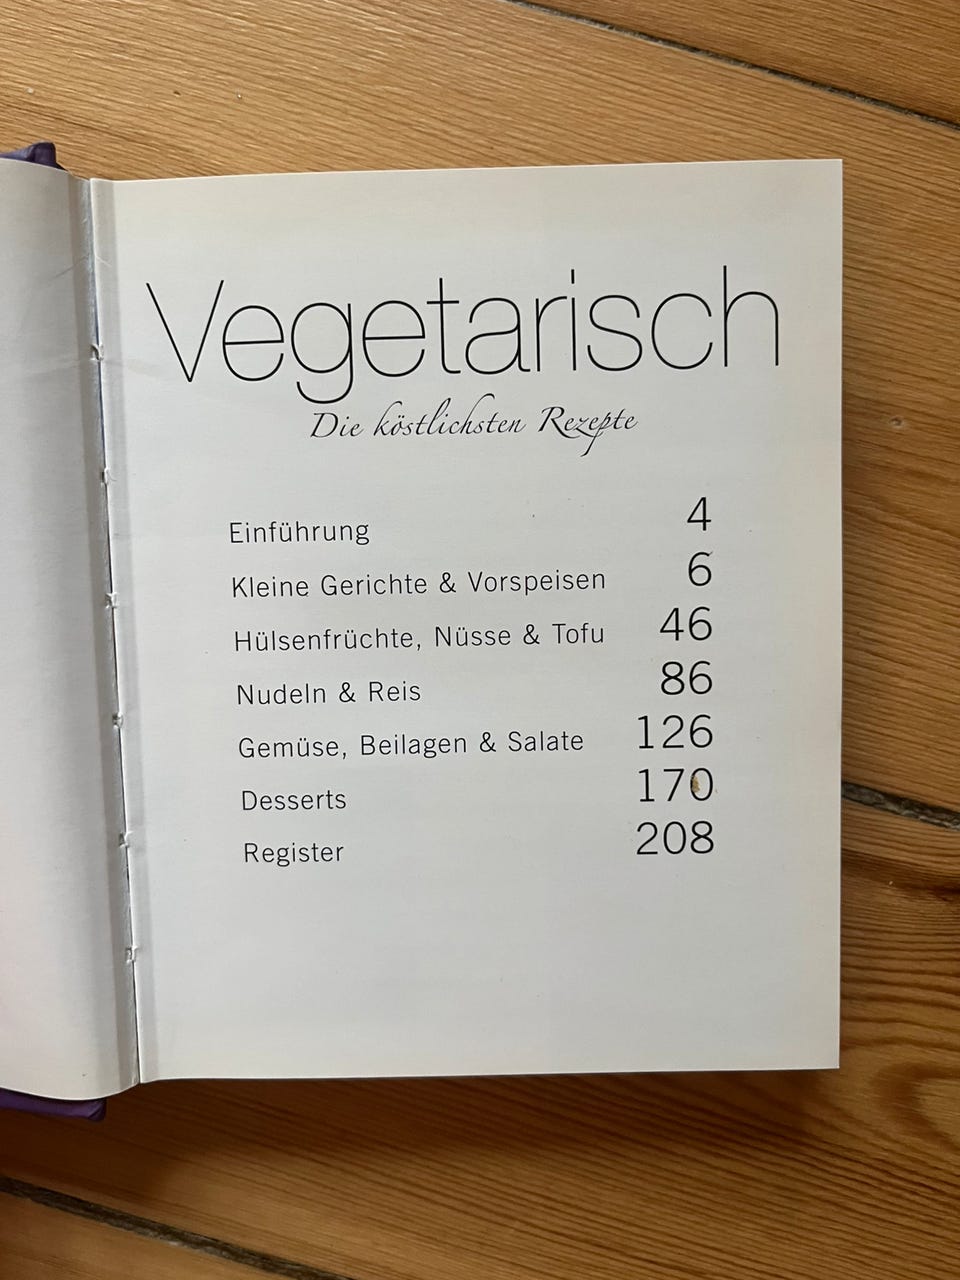 Vegetarisch
Die köstlichsten Rezepte
Einführung 4
Kleine Gerichte & Vorspeisen 6
Hülsenfrüchte, Nüsse & Tofu 46
Nudeln & Reis 86
Gemüse, Beilagen & Salate 126
Desserts 170
Register 208